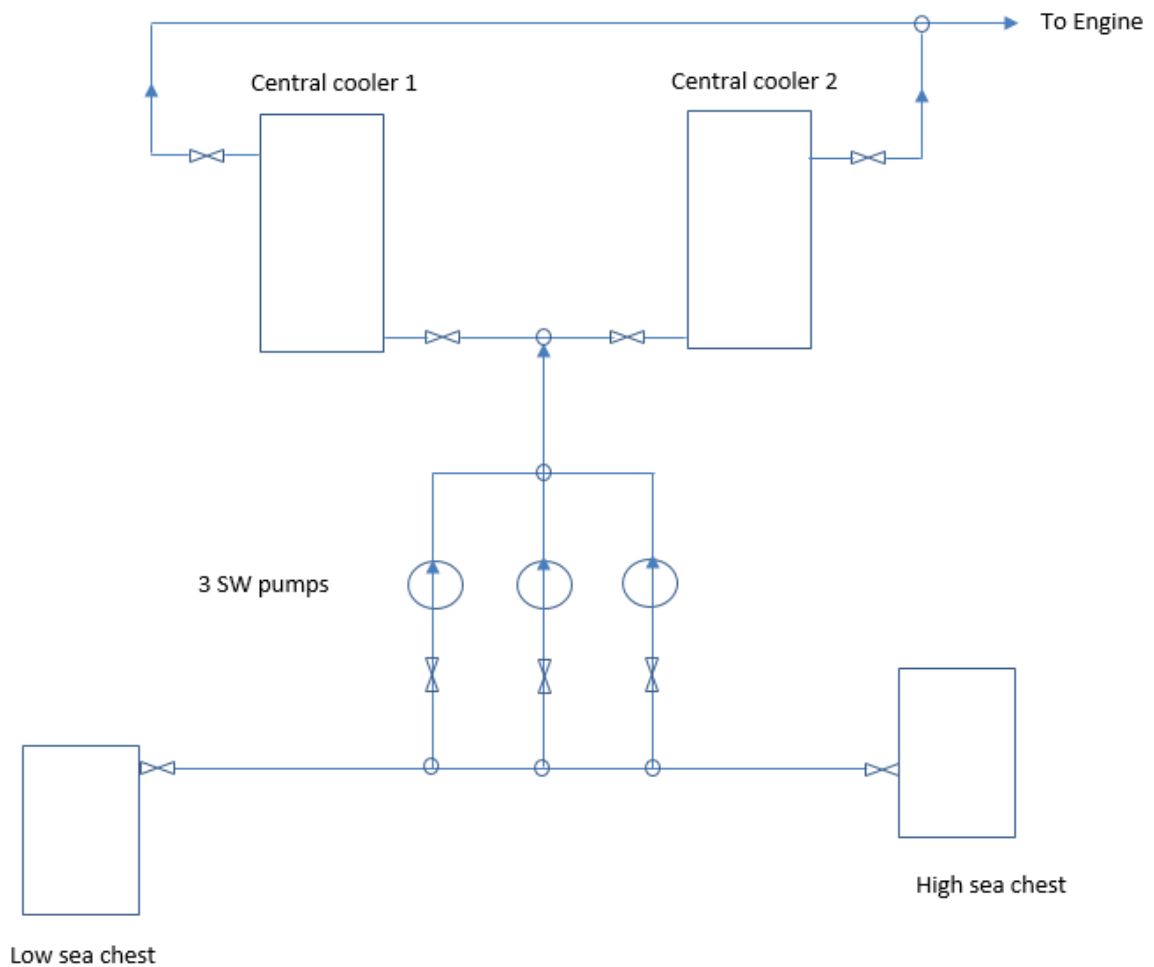 To Engine
Central cooler 1
Central cooler 2
3 SW pumps
High sea chest
Low sea chest